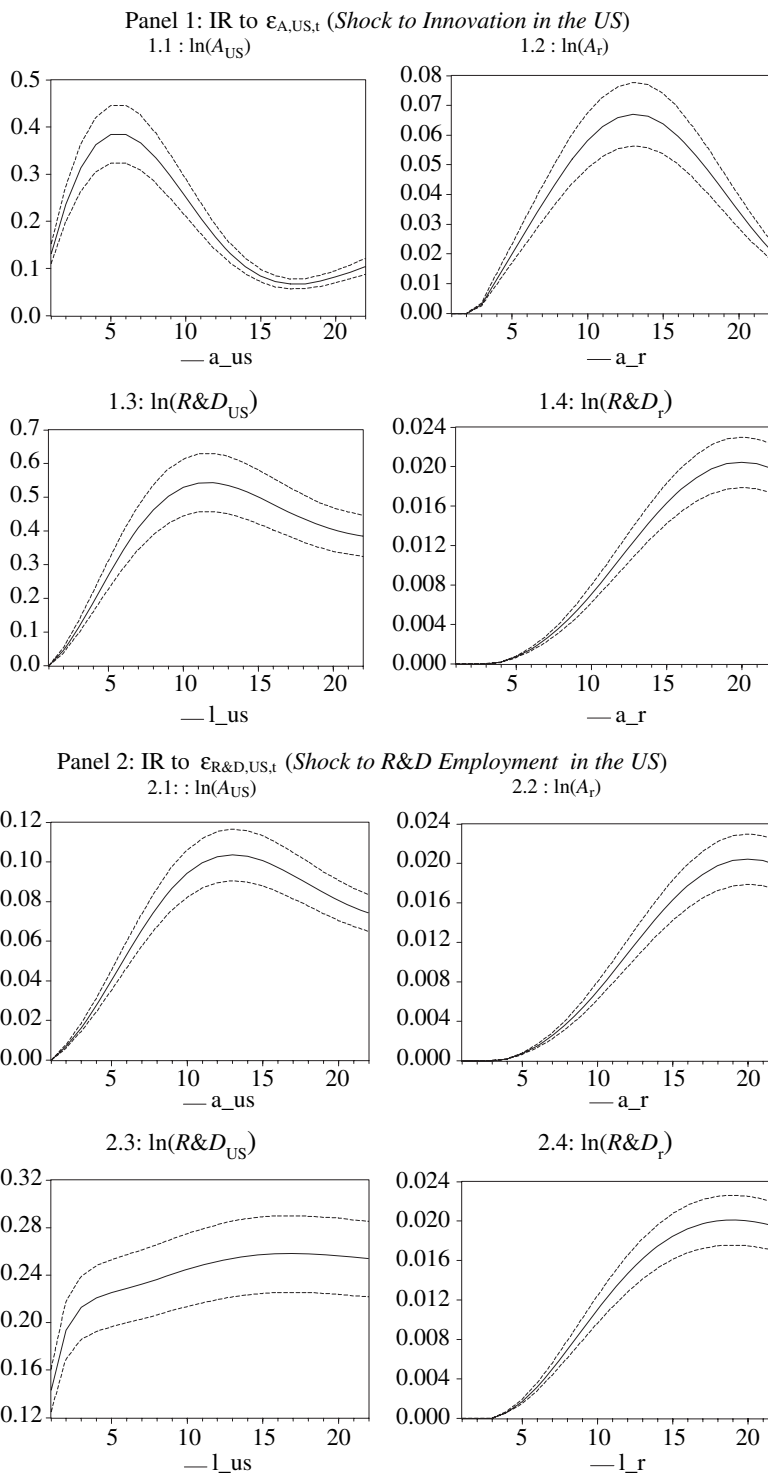 Panel 1: IR to εA,US,t (Shock to Innovation in the US)
1.1 : ln(AUS)
1.2 : ln(Ar)
0.5
0.4
0.3
0.2
0.1
0.0
5 10 15 20
a_us
0.08
0.07
0.06
0.05
0.04
0.03
0.02
0.01
0.00
5 10 15 20
a_r
1.3: ln(R&DUS)
1.4: ln(R&Dr)
0.7
0.6
0.5
0.4
0.3
0.2
0.1
0.0
5 10 15 20
l_us
0.024
0.020
0.016
0.012
0.008
0.004
0.000
5 10 15 20
a_r
Panel 2: IR to εR&D,US,t (Shock to R&D Employment in the US)
2.1: : ln(AUS)
2.2 : ln(Ar)
0.12
0.10
0.08
0.06
0.04
0.02
0.00
5 10 15 20
a_us
0.024
0.020
0.016
0.012
0.008
0.004
0.000
5 10 15 20
a_r
2.3: ln(R&DUS)
2.4: ln(R&Dr)
0.32
0.28
0.24
0.20
0.16
0.12
5 10 15 20
l_us
0.024
0.020
0.016
0.012
0.008
0.004
0.000
5 10 15 20
l_r